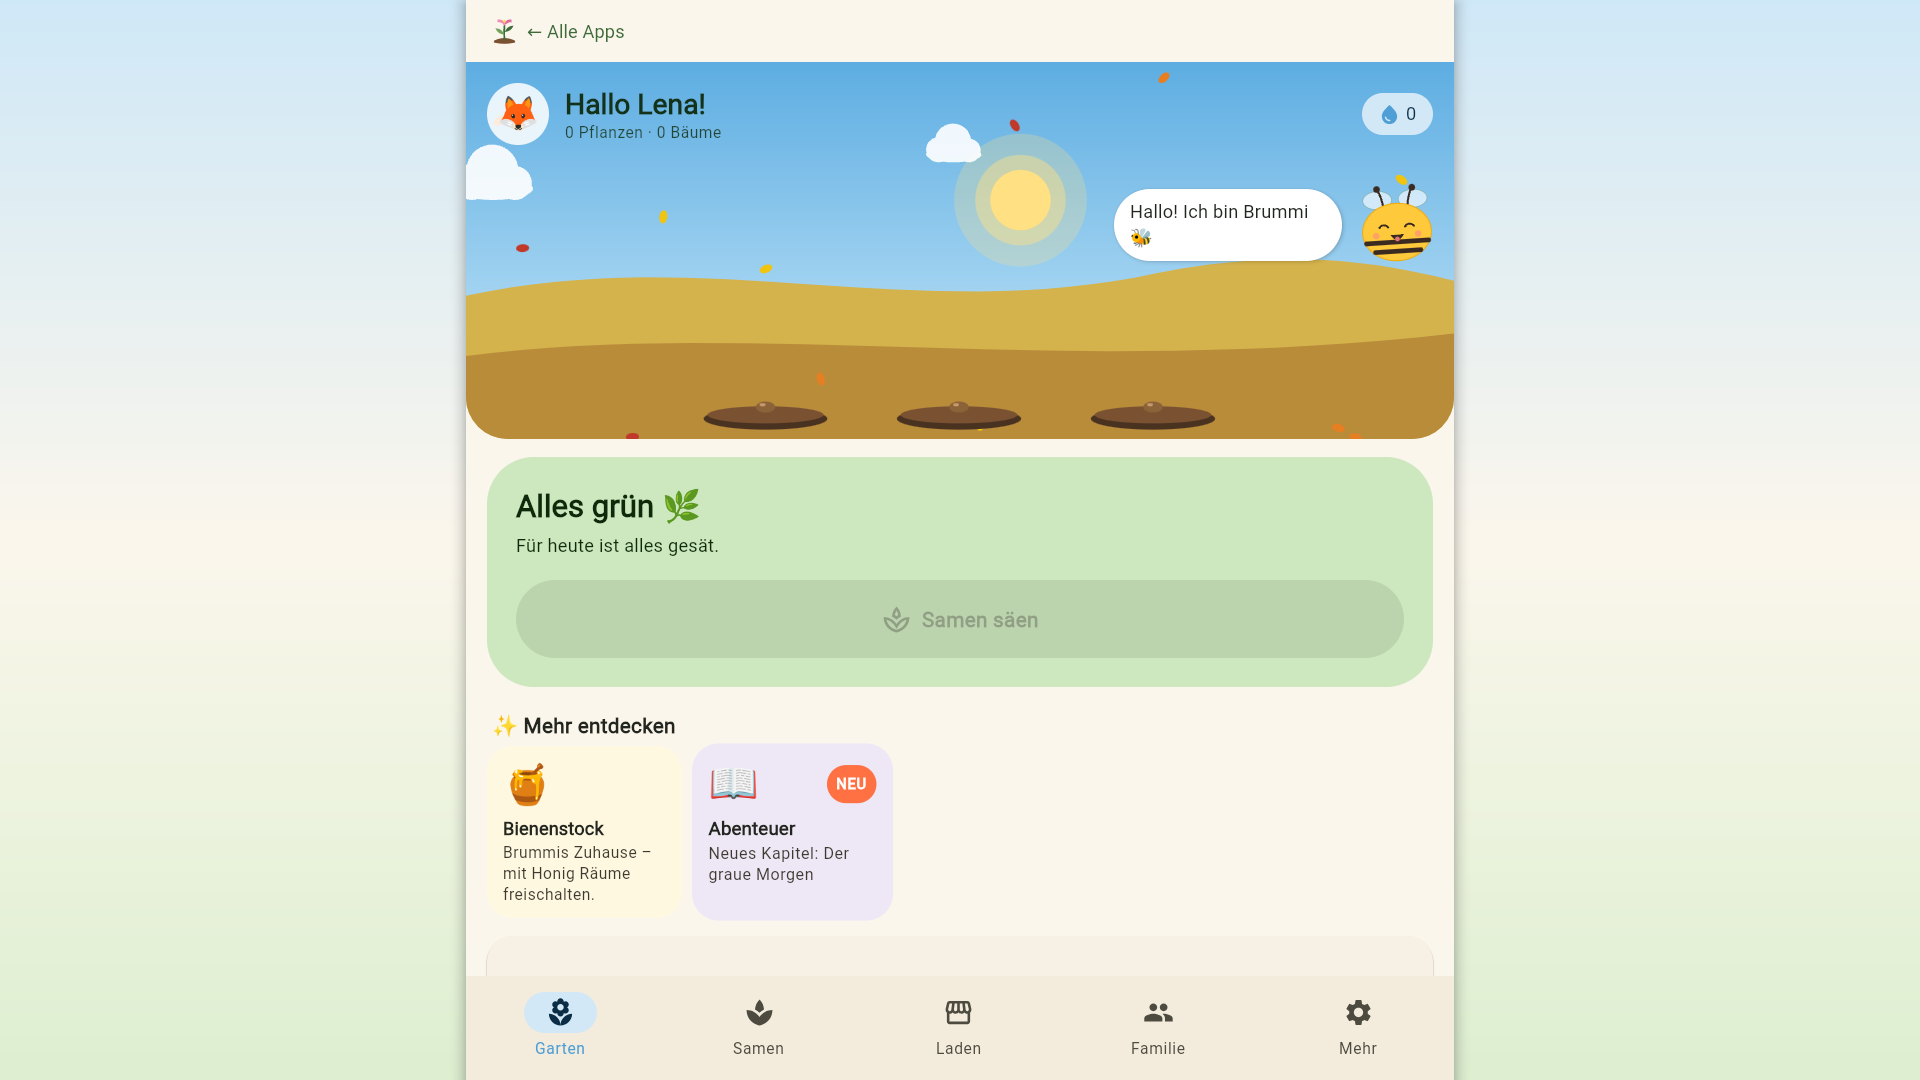 ← Alle Apps
Hallo Lena!
0 Pflanzen · 0 Bäume
0
Hallo! Ich bin Brummi
🐝
Alles grün 🌿
Für heute ist alles gesät.
Samen säen
✨ Mehr entdecken
NEU
Bienenstock
Brummis Zuhause –
mit Honig Räume
freischalten.
Abenteuer
Neues Kapitel: Der
graue Morgen
Garten
Samen
Laden
Familie
Mehr